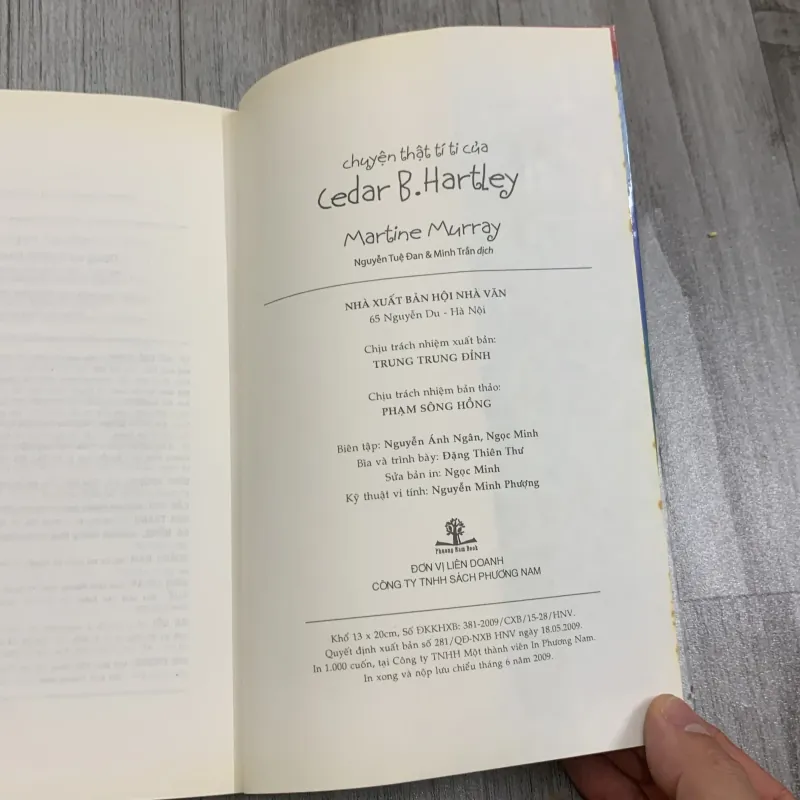 chuyện thật tí ti của
Cedar B.Hartley
Martine Murray
Nguyễn Tuệ Đan & Minh Trần dịch
NHÀ XUẤT BẢN HỘI NHÀ VĂN
65 Nguyễn Du - Hà Nội
Chịu trách nhiệm xuất bản:
TRUNG TRUNG ĐỈNH
Chịu trách nhiệm bản thảo:
PHẠM SÔNG HỒNG
Biên tập: Nguyễn Ánh Ngân, Ngọc Minh
Bìa và trình bày: Đặng Thiên Thư
Sửa bản in: Ngọc Minh
Kỹ thuật vi tính: Nguyễn Minh Phượng
Phuong Nam Book
ĐƠN VỊ LIÊN DOANH
CÔNG TY TNHH SÁCH PHƯƠNG NAM
Khổ 13 x 20cm, Số ĐKKHXB: 381-2009/CXB/15-28/HNV.
Quyết định xuất bản số 281/QĐ-NXB HNV ngày 18.05.2009.
In 1.000 cuốn, tại Công ty TNHH Một thành viên In Phương Nam.
In xong và nộp lưu chiểu tháng 6 năm 2009.